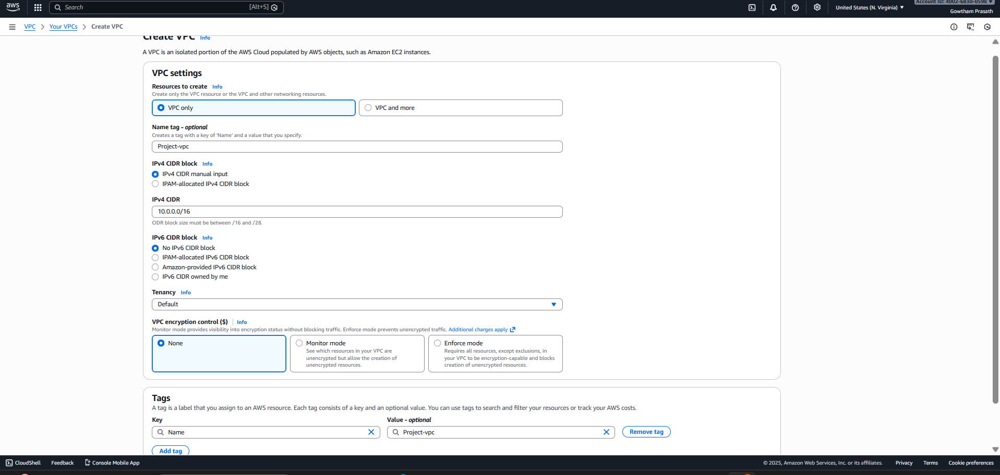 aws
Search [Alt+S]
United States (N. Virginia)
Account ID: 4002-6830-0598
Gowtham Prasath
VPC
Your VPCs
Create VPC
Create VPC Info
A VPC is an isolated portion of the AWS Cloud populated by AWS objects, such as Amazon EC2 instances.
VPC settings
Resources to create Info
Create only the VPC resource or the VPC and other networking resources.
VPC only
VPC and more
Name tag - optional
Creates a tag with a key of 'Name' and a value that you specify.
Project-vpc
IPv4 CIDR block Info
IPv4 CIDR manual input
IPAM-allocated IPv4 CIDR block
IPv4 CIDR
10.0.0.0/16
CIDR block size must be between /16 and /28.
IPv6 CIDR block Info
No IPv6 CIDR block
IPAM-allocated IPv6 CIDR block
Amazon-provided IPv6 CIDR block
IPv6 CIDR owned by me
Tenancy Info
Default
VPC encryption control ($) Info
Monitor mode provides visibility into encryption status without blocking traffic. Enforce mode prevents unencrypted traffic. Additional charges apply
None
Monitor mode
See which resources in your VPC are
unencrypted but allow the creation of
unencrypted resources.
Enforce mode
Requires all resources, except exclusions, in
your VPC to be encryption-capable and blocks
creation of unencrypted resources.
Tags
A tag is a label that you assign to an AWS resource. Each tag consists of a key and an optional value. You can use tags to search and filter your resources or track your AWS costs.
Key
Value - optional
Name
Project-vpc
Remove tag
Add tag
CloudShell
Feedback
Console Mobile App
© 2025, Amazon Web Services, Inc. or its affiliates.
Privacy
Terms
Cookie preferences